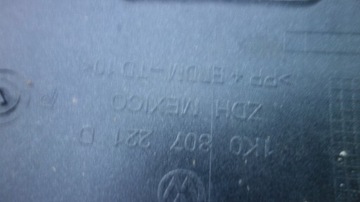 1K0 807 221 D
ZDH MEXICO
>PP+EPDM-TD10<